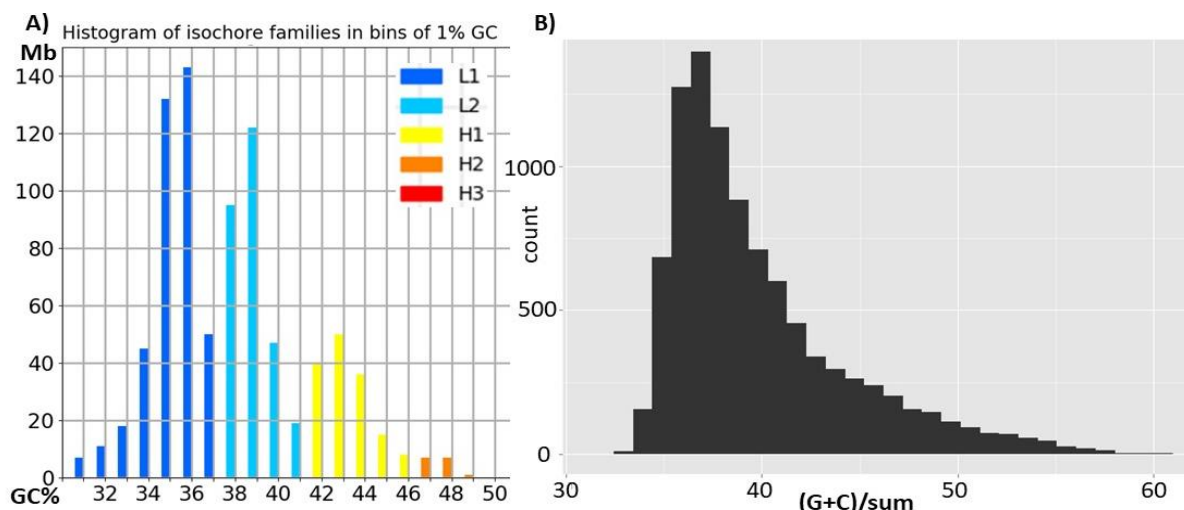 A)
Histogram of isochore families in bins of 1% GC
Mb
140
120
100
80
60
40
20
0
L1
L2
H1
H2
H3
GC%
32
34
36
38
40
42
44
46
48
50
B)
count
1000
500
0
30
40
50
60
(G+C)/sum